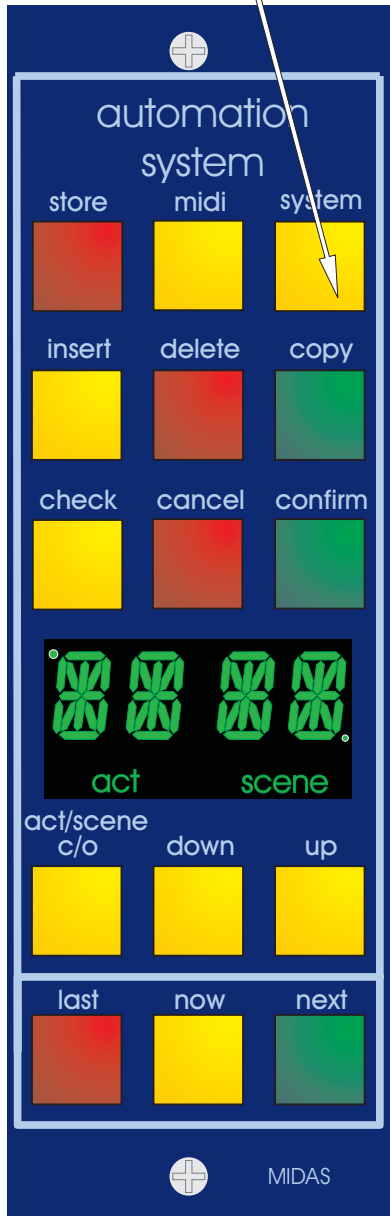 automation
system
store midi system
insert delete copy
check cancel confirm
act scene
act/scene
c/o down up
last now next
MIDAS